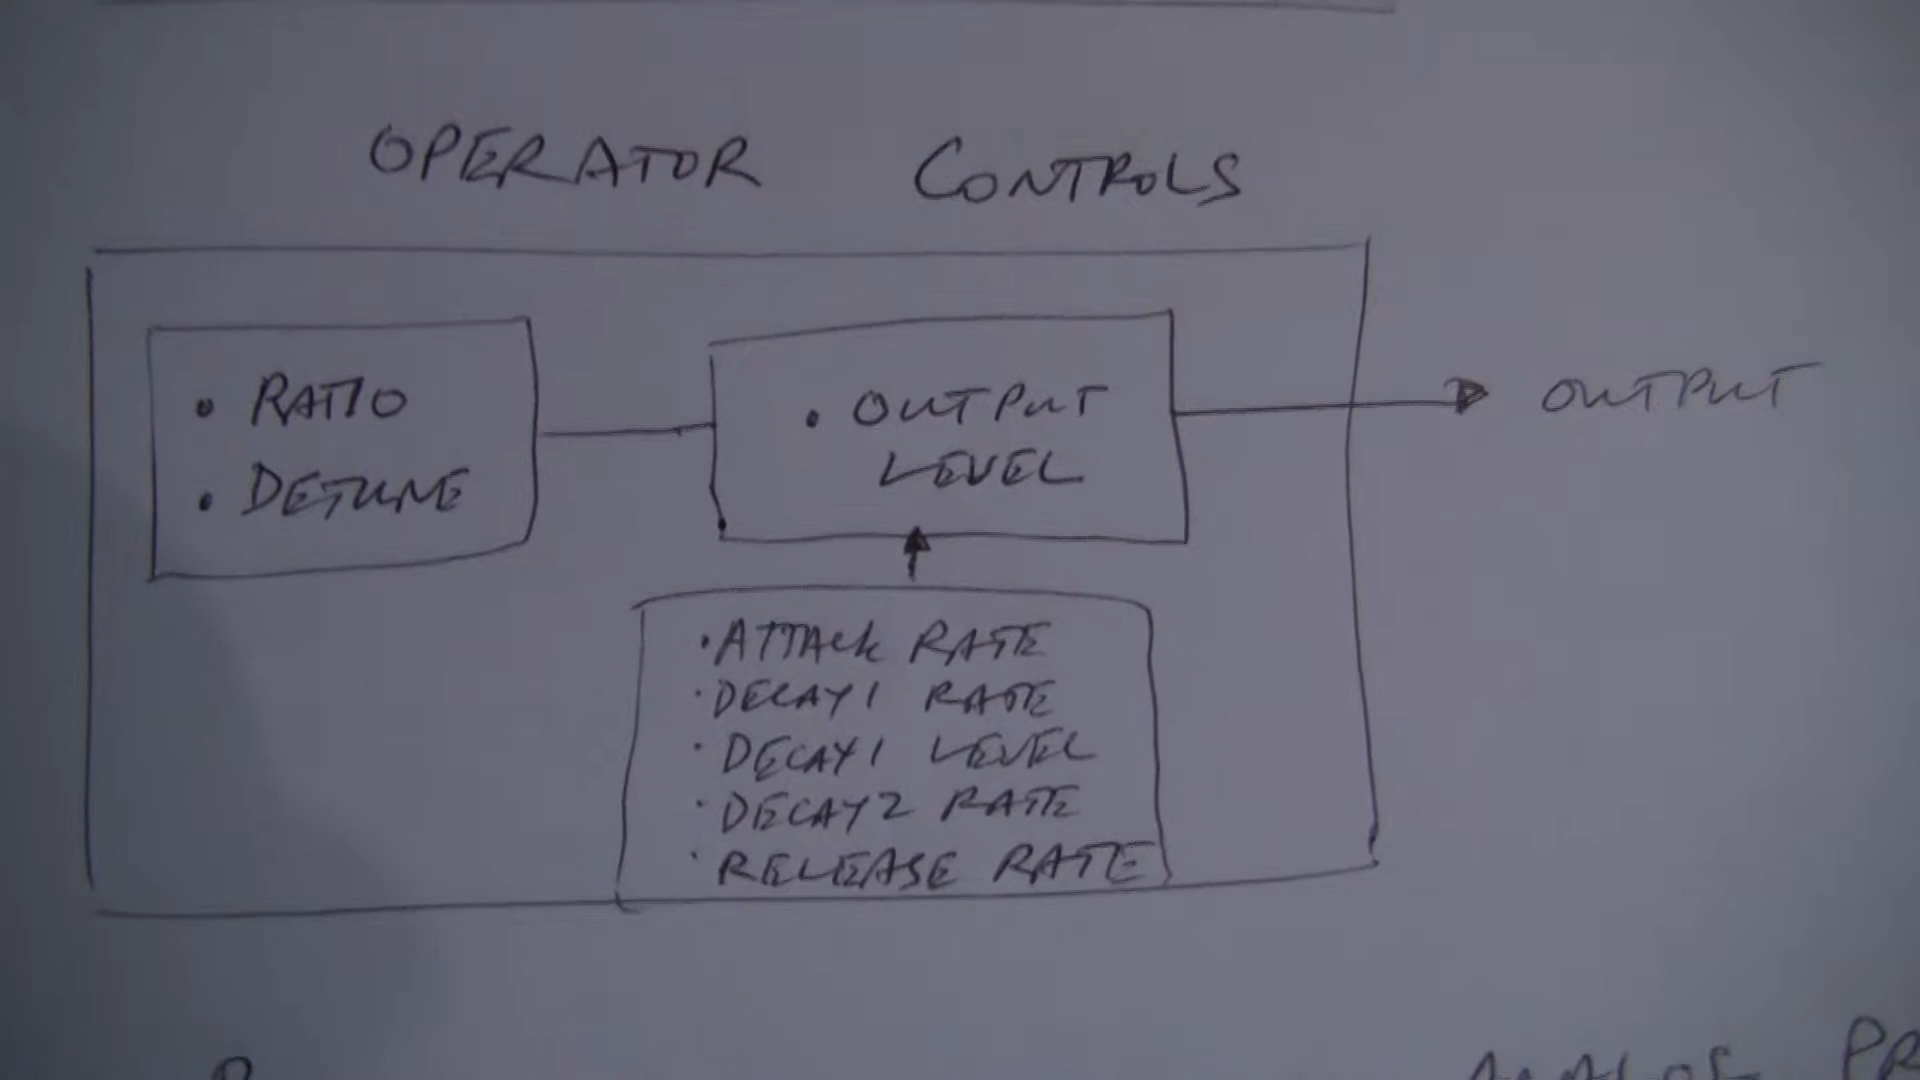 OPERATOR CONTROLS
• RATIO
• DETUNE
• OUTPUT
LEVEL
OUTPUT
• ATTACK RATE
• DECAY1 RATE
• DECAY1 LEVEL
• DECAY2 RATE
• RELEASE RATE